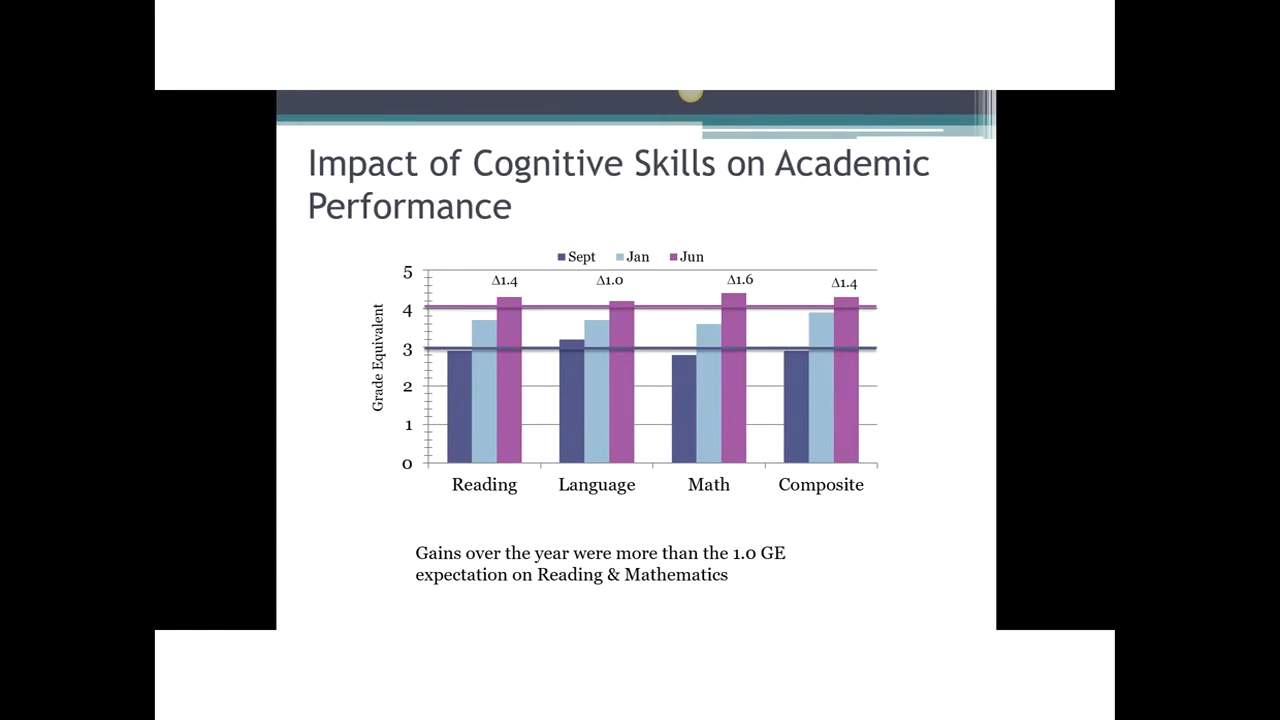 Impact of Cognitive Skills on Academic
Performance
Sept Jan Jun
5
Δ1.4 Δ1.0 Δ1.6 Δ1.4
4
3
2
1
0
Grade Equivalent
Reading Language Math Composite
Gains over the year were more than the 1.0 GE
expectation on Reading & Mathematics